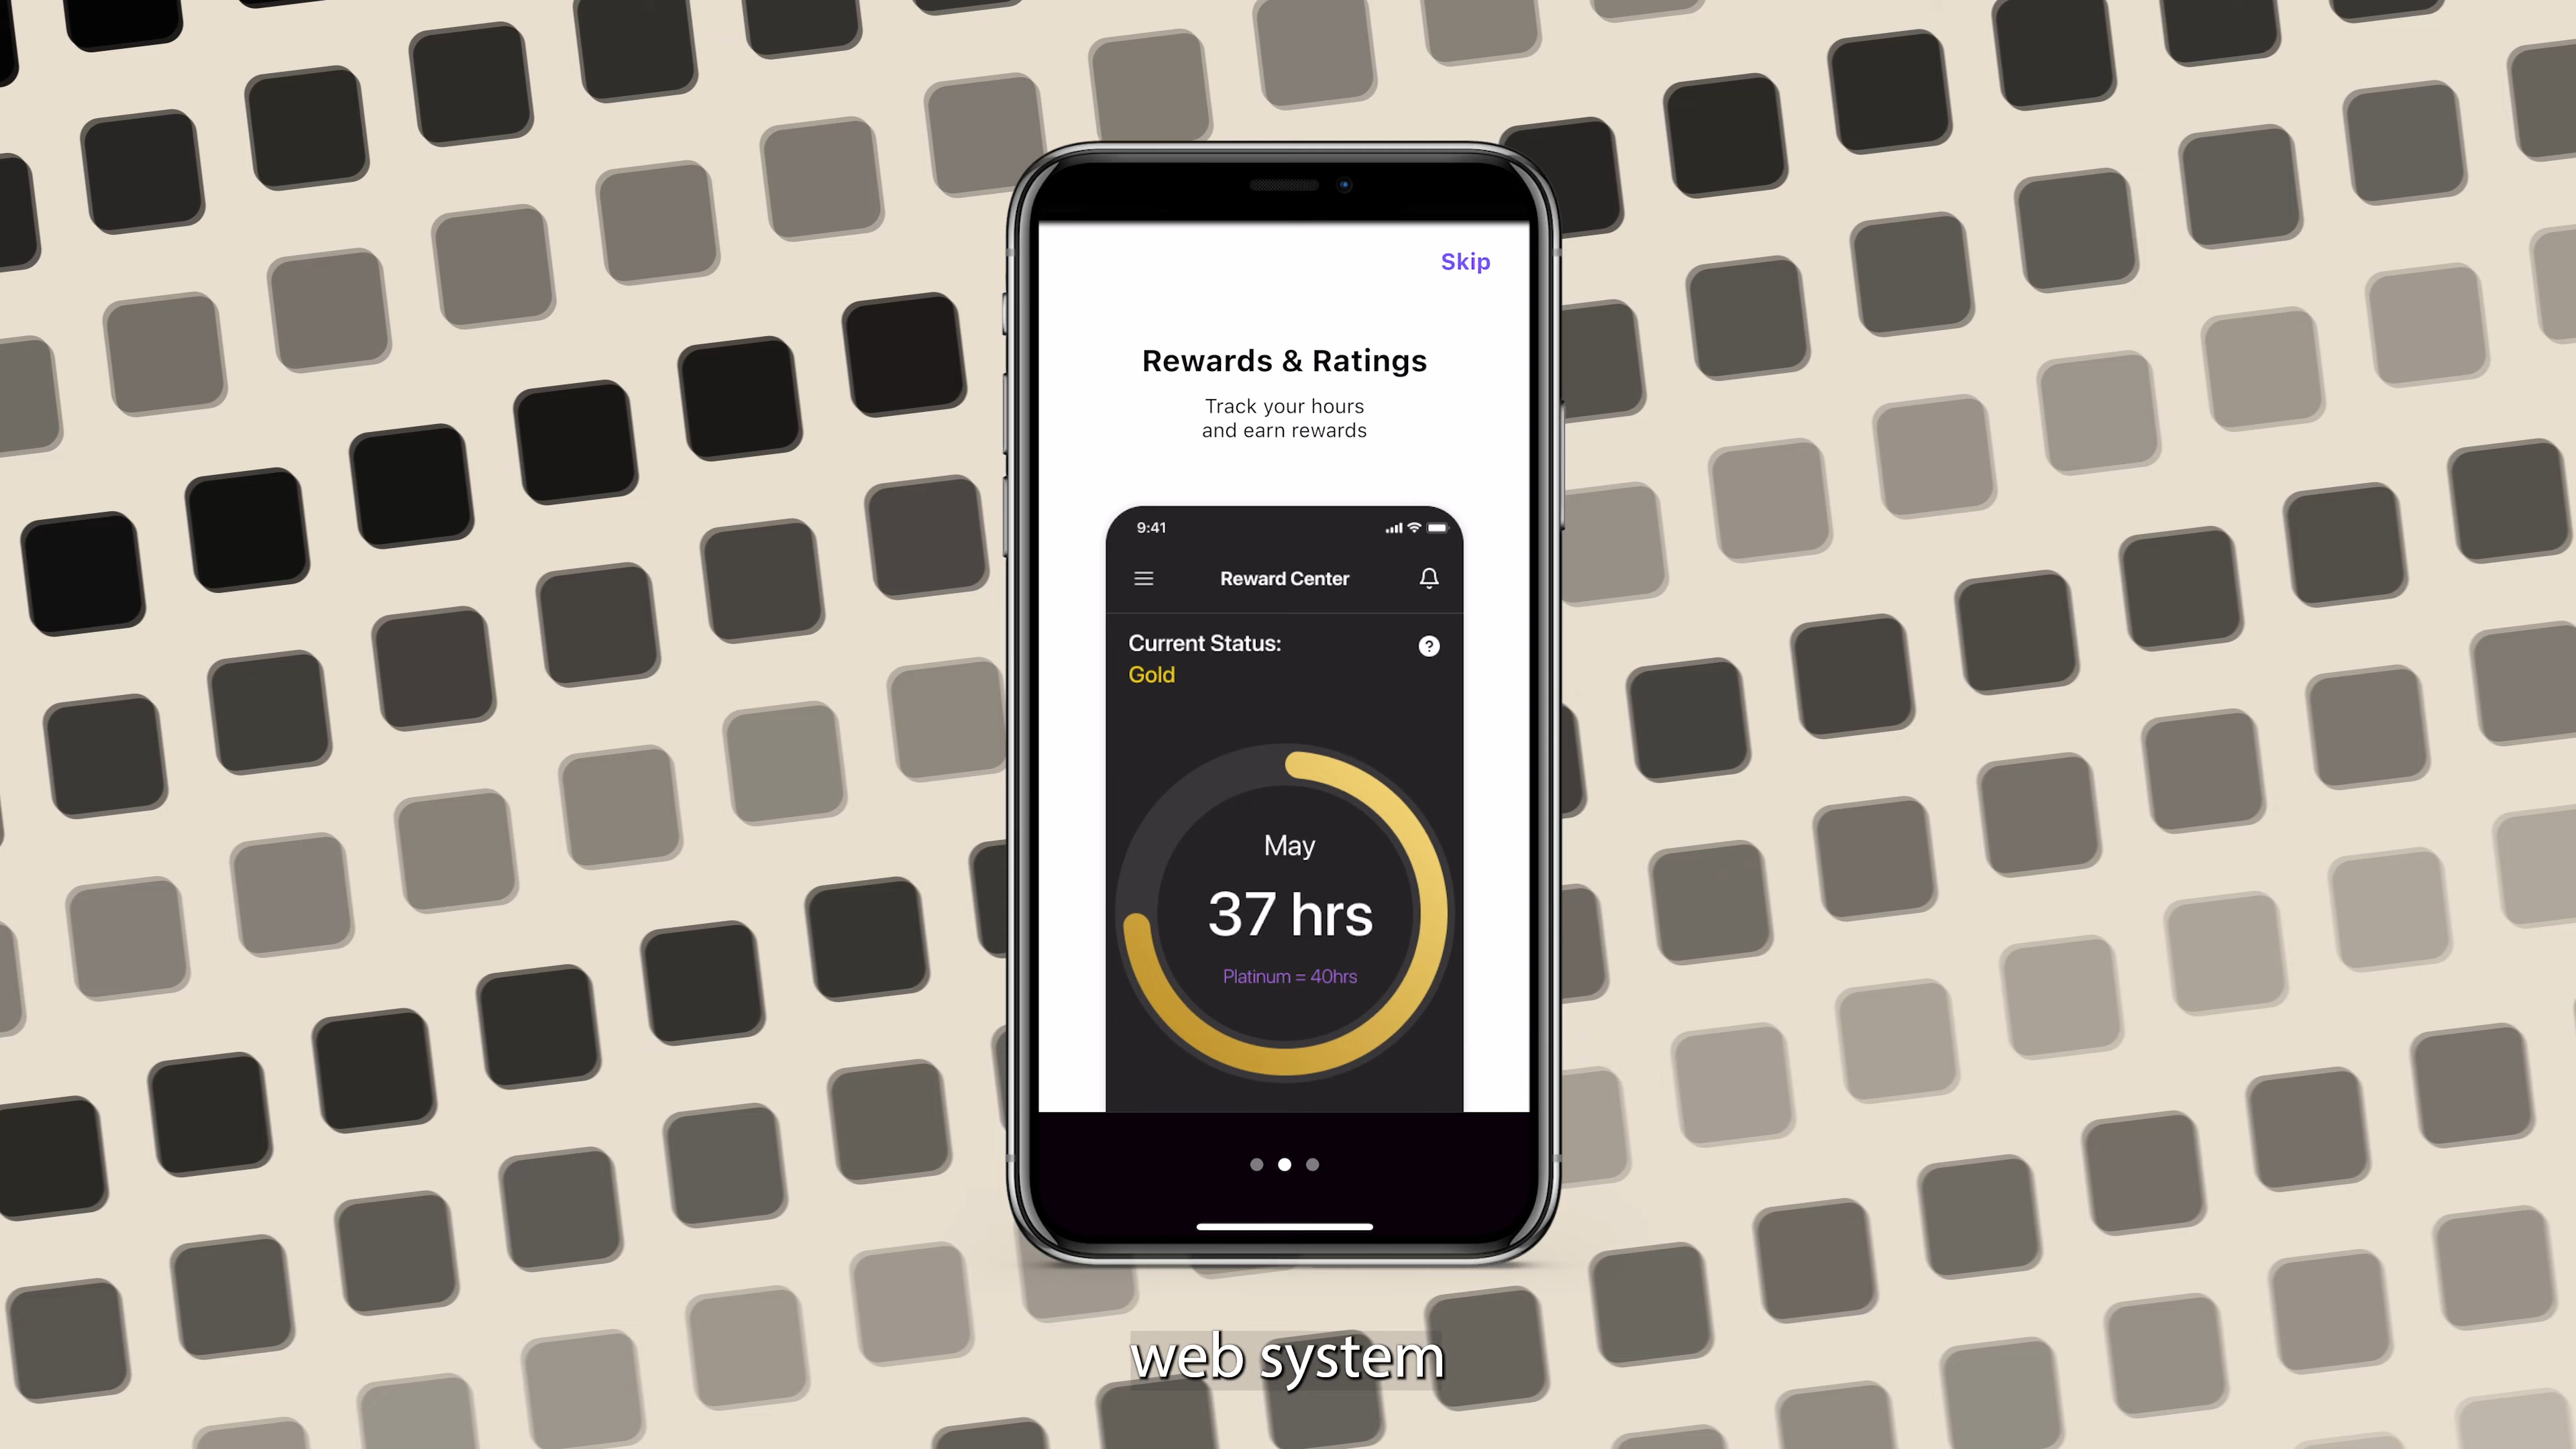 Skip
Rewards & Ratings
Track your hours
and earn rewards
9:41
Reward Center
Current Status:
?
Gold
May
37 hrs
Platinum = 40hrs
web system